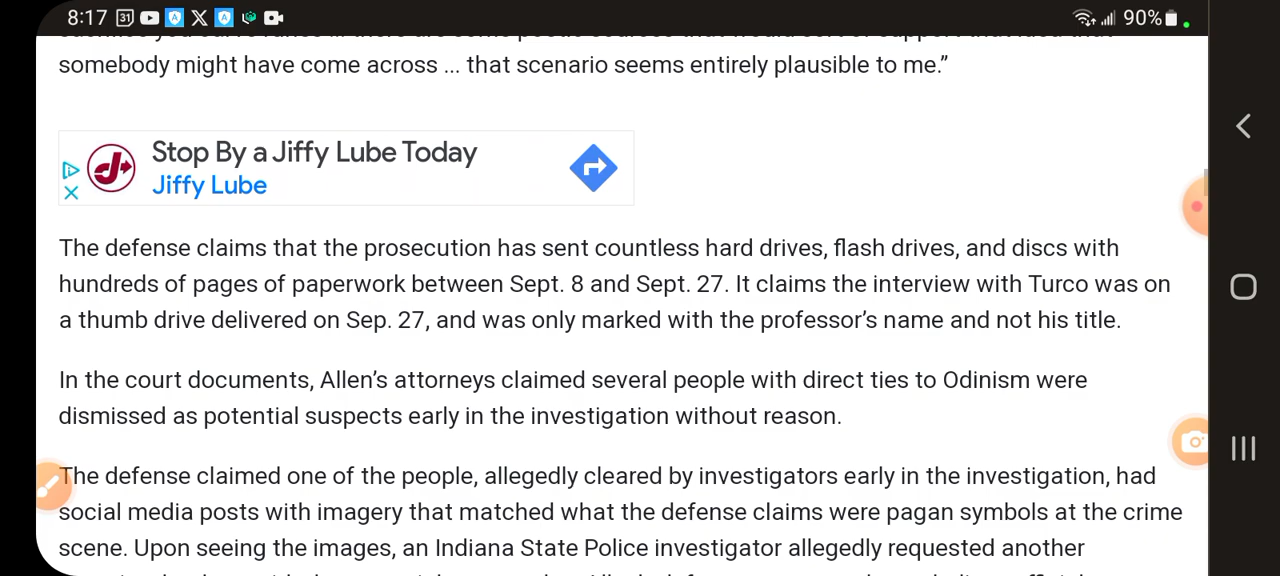 8:17 31 X 90%
somebody might have come across ... that scenario seems entirely plausible to me.”
Stop By a Jiffy Lube Today
Jiffy Lube
The defense claims that the prosecution has sent countless hard drives, flash drives, and discs with
hundreds of pages of paperwork between Sept. 8 and Sept. 27. It claims the interview with Turco was on
a thumb drive delivered on Sep. 27, and was only marked with the professor’s name and not his title.
In the court documents, Allen’s attorneys claimed several people with direct ties to Odinism were
dismissed as potential suspects early in the investigation without reason.
The defense claimed one of the people, allegedly cleared by investigators early in the investigation, had
social media posts with imagery that matched what the defense claims were pagan symbols at the crime
scene. Upon seeing the images, an Indiana State Police investigator allegedly requested another